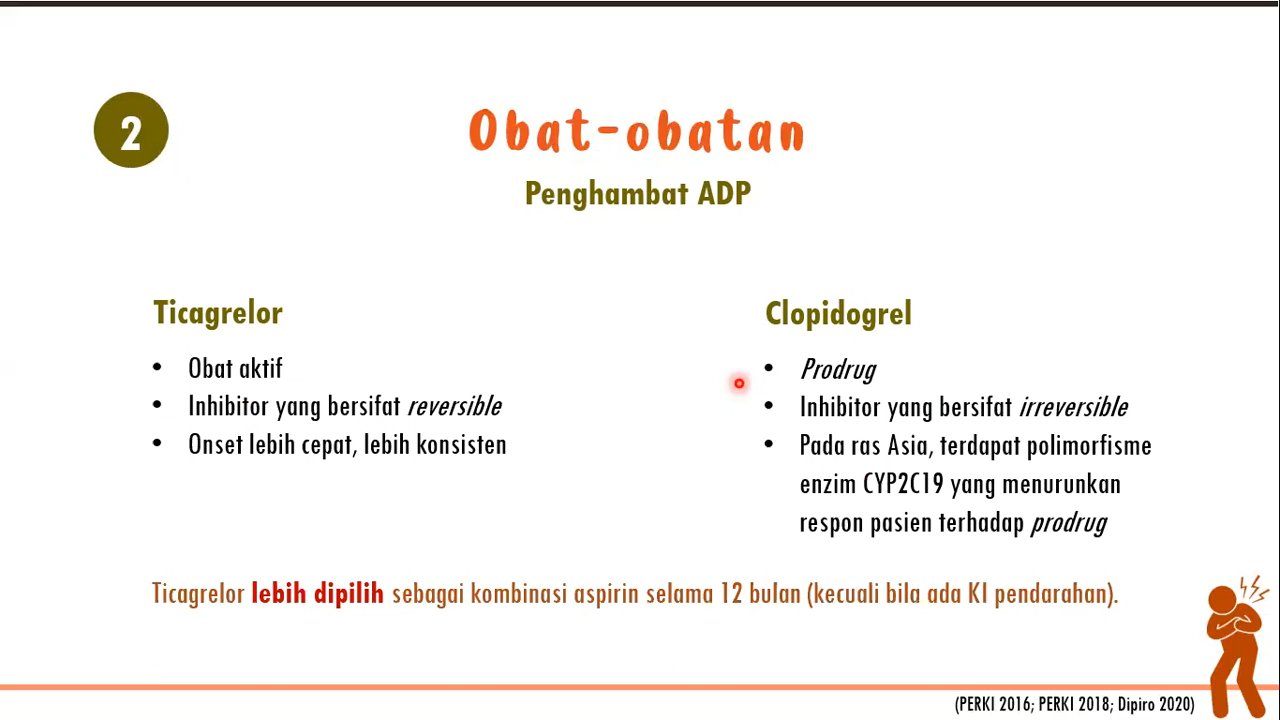 2
Obat-obatan
Penghambat ADP
Ticagrelor
• Obat aktif
• Inhibitor yang bersifat reversible
• Onset lebih cepat, lebih konsisten
Clopidogrel
• Prodrug
• Inhibitor yang bersifat irreversible
• Pada ras Asia, terdapat polimorfisme
enzim CYP2C19 yang menurunkan
respon pasien terhadap prodrug
Ticagrelor lebih dipilih sebagai kombinasi aspirin selama 12 bulan (kecuali bila ada KI pendarahan).
(PERKI 2016; PERKI 2018; Dipiro 2020)